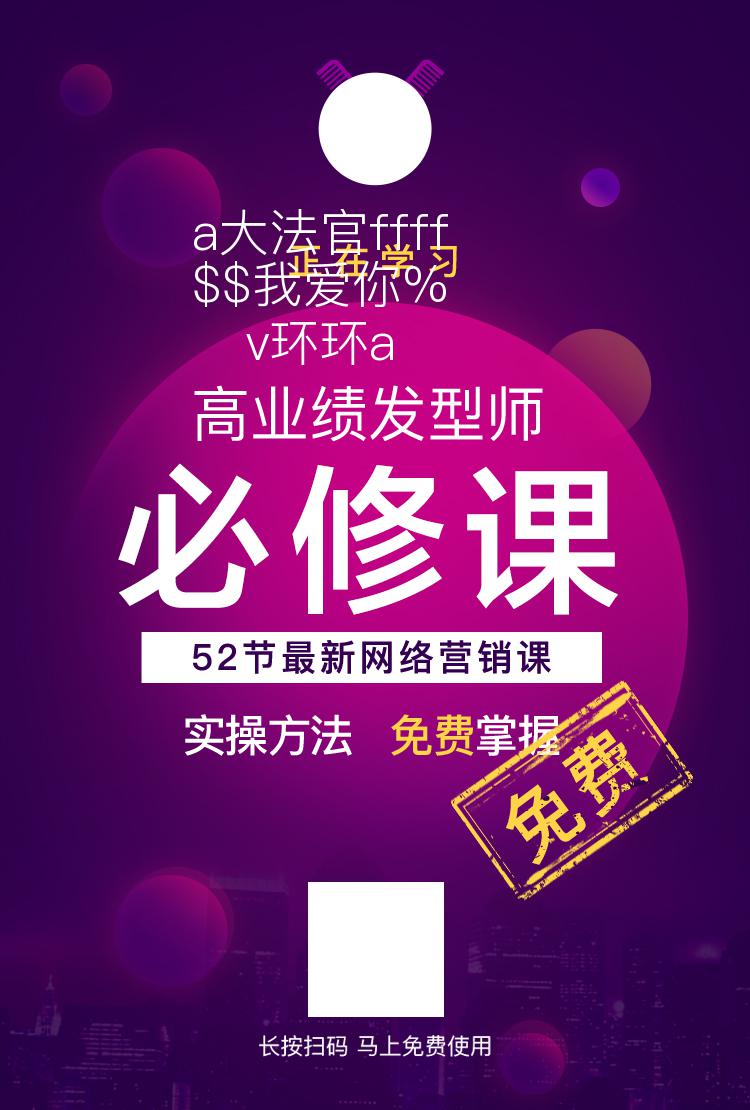 a大法官ffff
正在学习
$$我爱你%
v环环a
高业绩发型师
必修课
52节最新网络营销课
实操方法 免费掌握
免费
长按扫码 马上免费使用